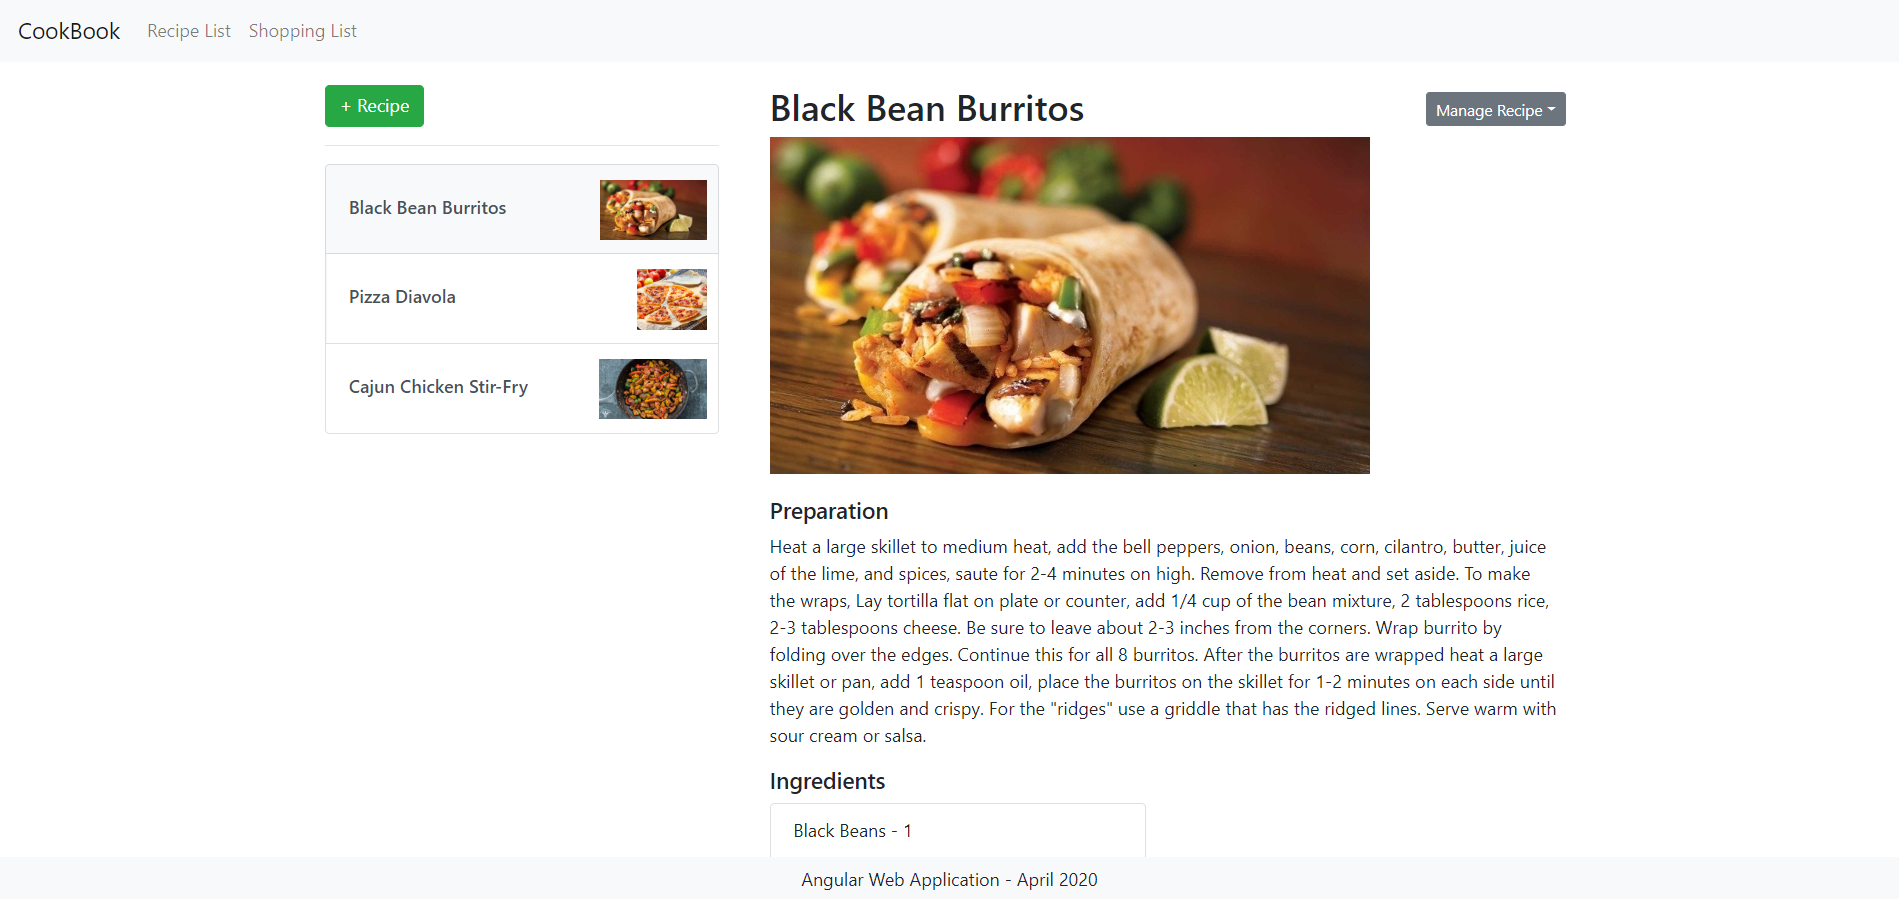 CookBook Recipe List Shopping List
+ Recipe
Black Bean Burritos
Pizza Diavola
Cajun Chicken Stir-Fry
Black Bean Burritos
Manage Recipe
Preparation
Heat a large skillet to medium heat, add the bell peppers, onion, beans, corn, cilantro, butter, juice
of the lime, and spices, saute for 2-4 minutes on high. Remove from heat and set aside. To make
the wraps, Lay tortilla flat on plate or counter, add 1/4 cup of the bean mixture, 2 tablespoons rice,
2-3 tablespoons cheese. Be sure to leave about 2-3 inches from the corners. Wrap burrito by
folding over the edges. Continue this for all 8 burritos. After the burritos are wrapped heat a large
skillet or pan, add 1 teaspoon oil, place the burritos on the skillet for 1-2 minutes on each side until
they are golden and crispy. For the "ridges" use a griddle that has the ridged lines. Serve warm with
sour cream or salsa.
Ingredients
Black Beans - 1
Angular Web Application - April 2020